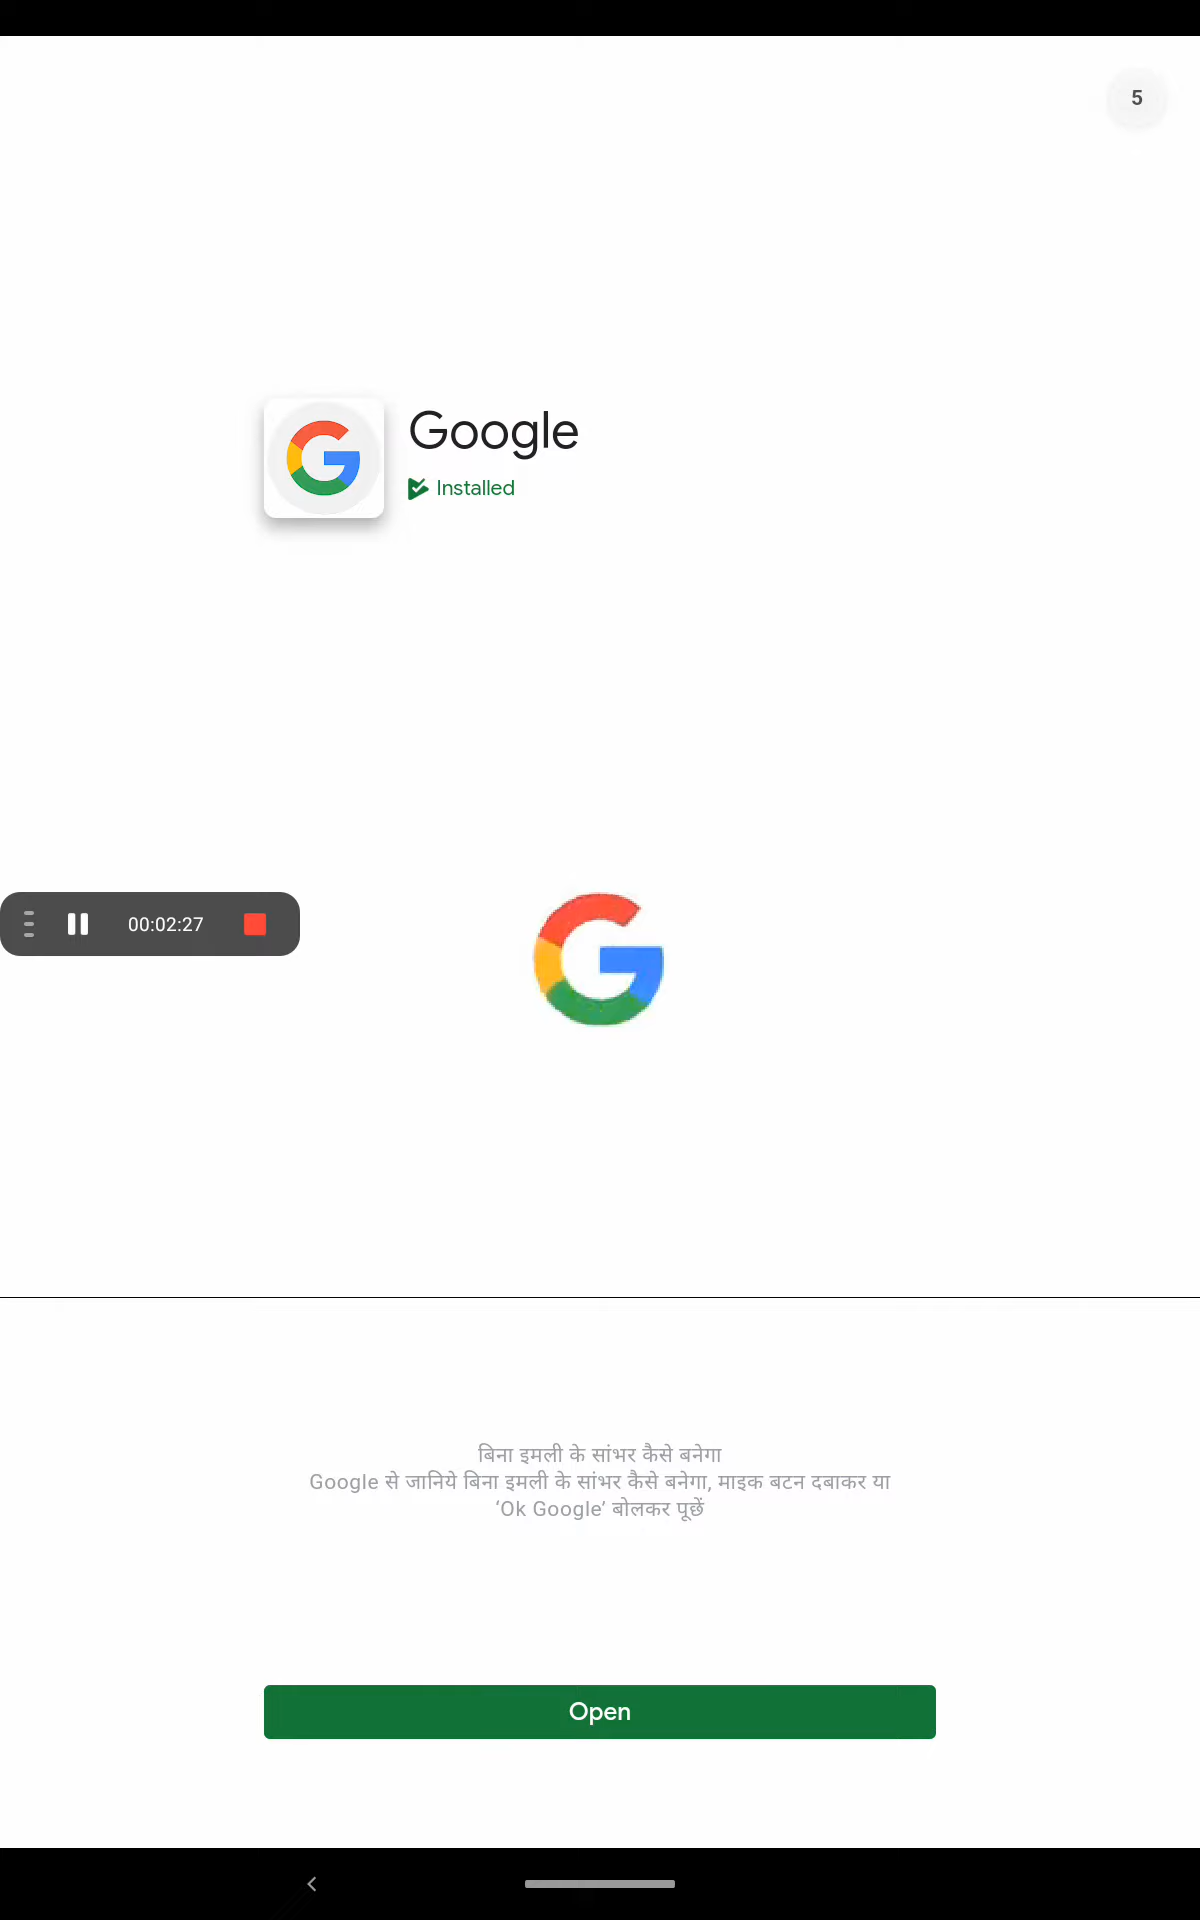 5
Google
Installed
00:02:27
बिना इमली के सांभर कैसे बनेगा
Google से जानिये बिना इमली के सांभर कैसे बनेगा, माइक बटन दबाकर या
‘Ok Google’ बोलकर पूछें
Open